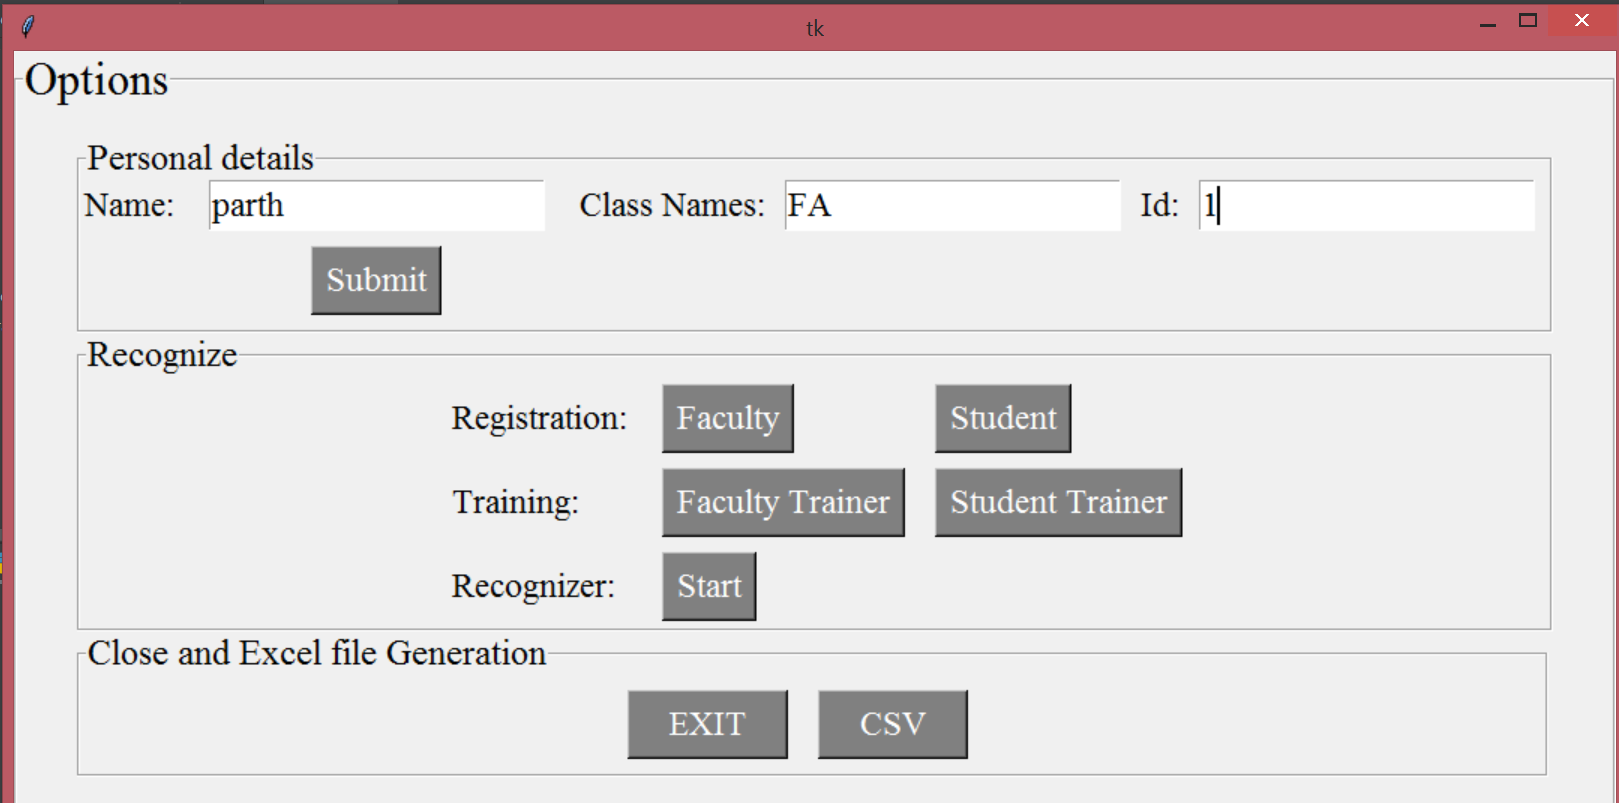 tk
Options
Personal details
Name: parth Class Names: FA Id: 1
Submit
Recognize
Registration: Faculty Student
Training: Faculty Trainer Student Trainer
Recognizer: Start
Close and Excel file Generation
EXIT CSV